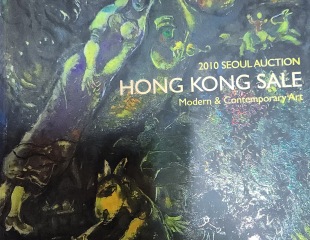 2010 SEOUL AUCTION
HONG KONG SALE
Modern & Contemporary Art